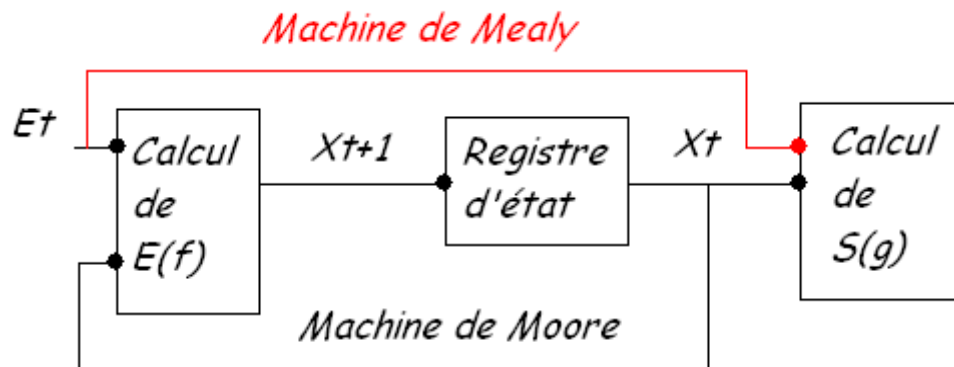 Machine de Mealy
Et
Calcul
de
E(f)
Xt+1
Registre
d'état
Xt
Calcul
de
S(g)
Machine de Moore